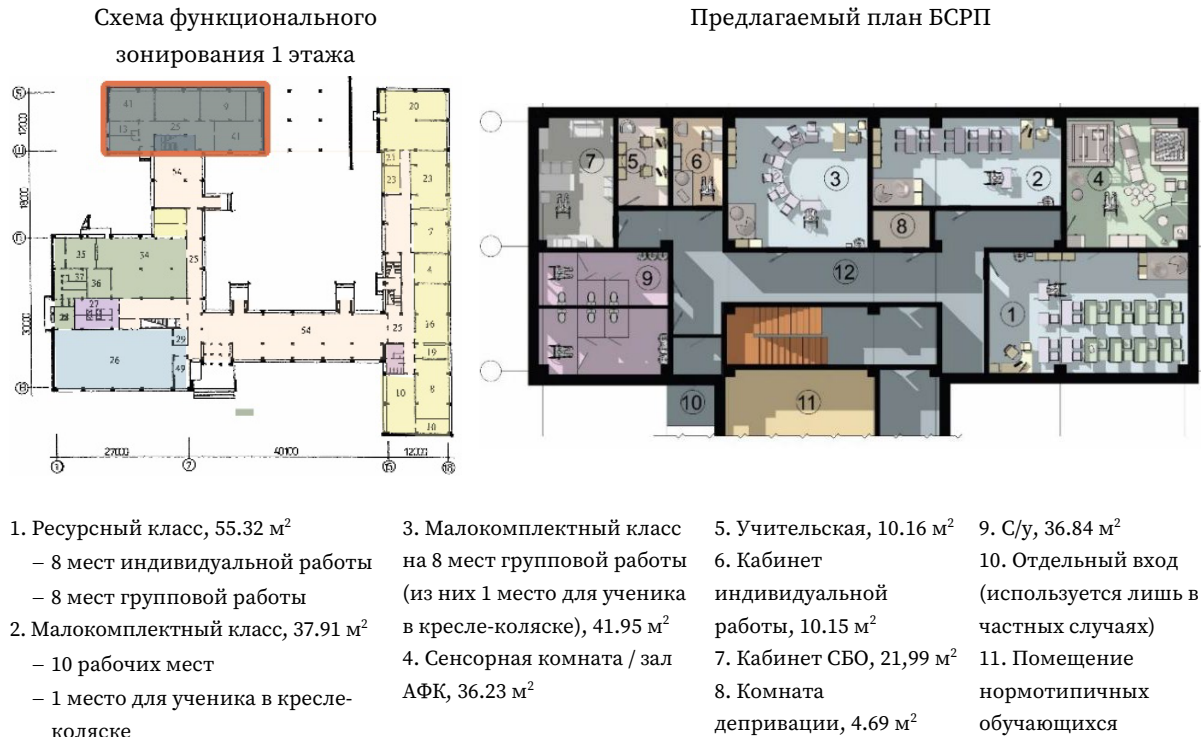 Схема функционального
зонирования 1 этажа
Предлагаемый план БСРП
41
9
13
25
41
54
20
21
23
23
7
4
16
19
8
10
10
35
34
37
36
27
28
25
54
25
29
26
49
12000
18000
30000
27000
40100
12000
1
7
15
18
7
5
6
3
2
4
8
9
12
1
10
11
1. Ресурсный класс, 55.32 м²
– 8 мест индивидуальной работы
– 8 мест групповой работы
2. Малокомплектный класс, 37.91 м²
– 10 рабочих мест
– 1 место для ученика в кресле-
коляске
3. Малокомплектный класс
на 8 мест групповой работы
(из них 1 место для ученика
в кресле-коляске), 41.95 м²
4. Сенсорная комната / зал
АФК, 36.23 м²
5. Учительская, 10.16 м²
6. Кабинет
индивидуальной
работы, 10.15 м²
7. Кабинет СБО, 21,99 м²
8. Комната
депривации, 4.69 м²
9. С/у, 36.84 м²
10. Отдельный вход
(используется лишь в
частных случаях)
11. Помещение
нормотипичных
обучающихся